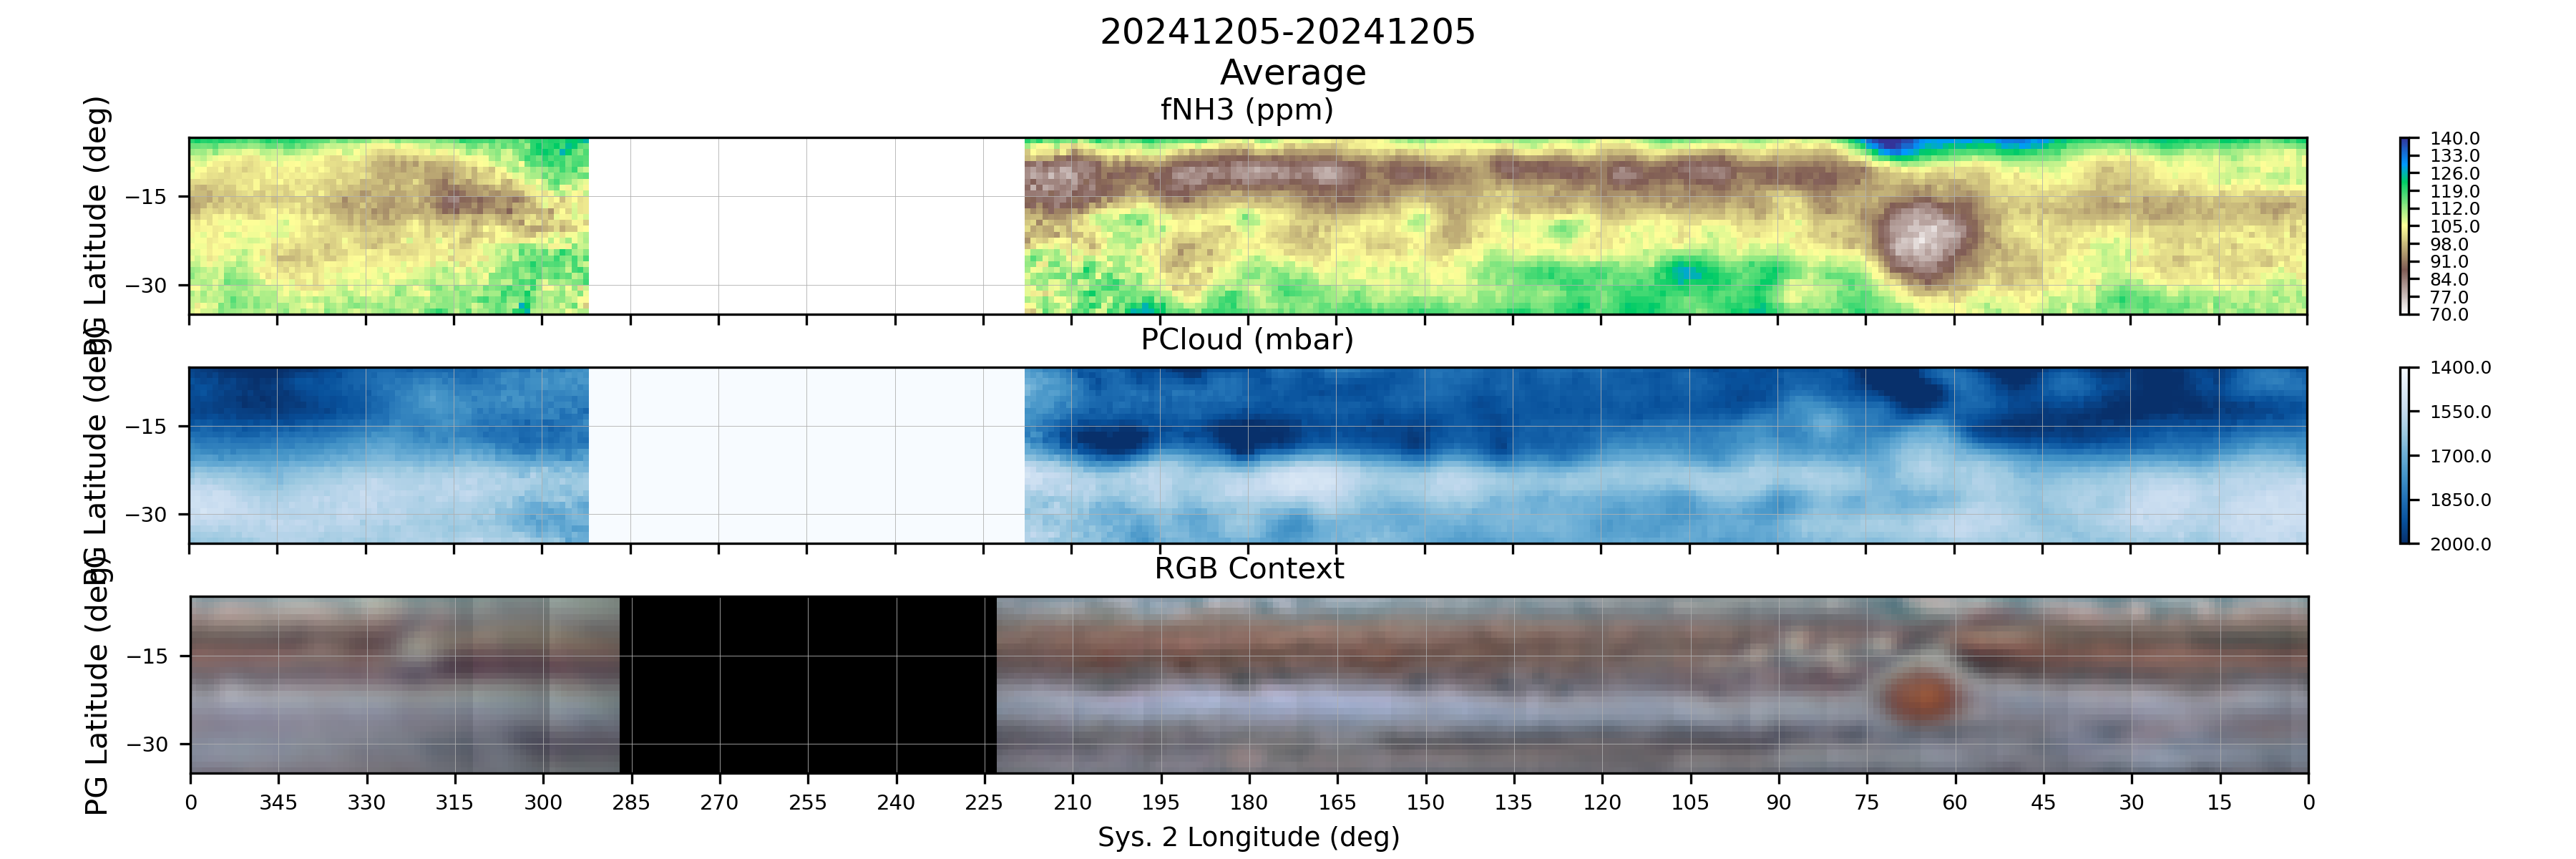 20241205-20241205
Average
fNH3 (ppm)
PG Latitude (deg)
−15
−30
140.0
133.0
126.0
119.0
112.0
105.0
98.0
91.0
84.0
77.0
70.0
PCloud (mbar)
PG Latitude (deg)
−15
−30
1400.0
1550.0
1700.0
1850.0
2000.0
RGB Context
PG Latitude (deg)
−15
−30
0 345 330 315 300 285 270 255 240 225 210 195 180 165 150 135 120 105 90 75 60 45 30 15 0
Sys. 2 Longitude (deg)